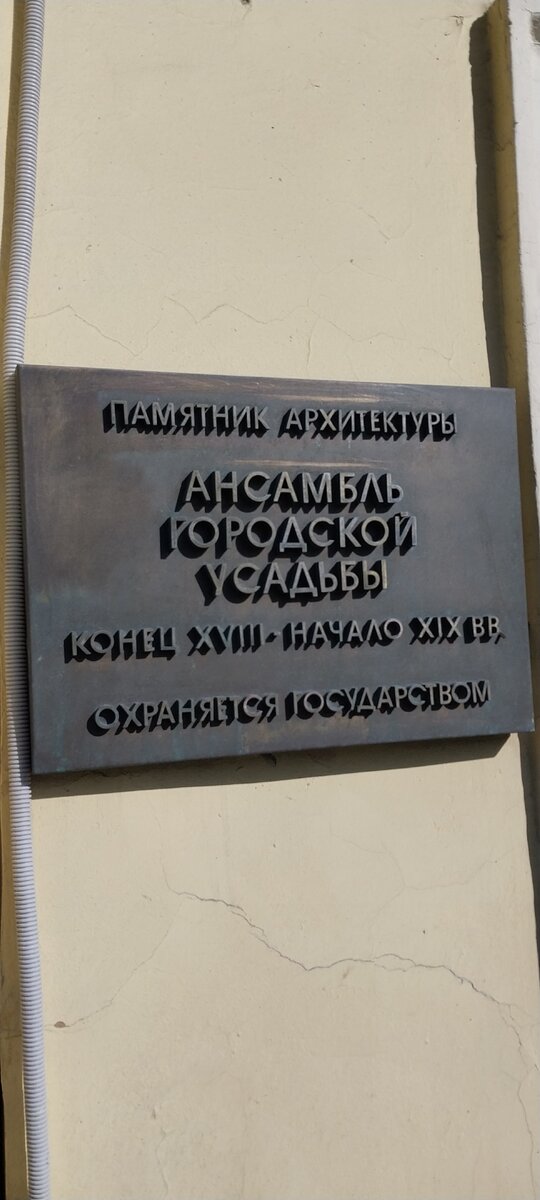 ПАМЯТНИК АРХИТЕКТУРЫ
АНСАМБЛЬ
ГОРОДСКОЙ
УСАДЬБЫ
КОНЕЦ XVIII - НАЧАЛО XIX ВВ.
ОХРАНЯЕТСЯ ГОСУДАРСТВОМ